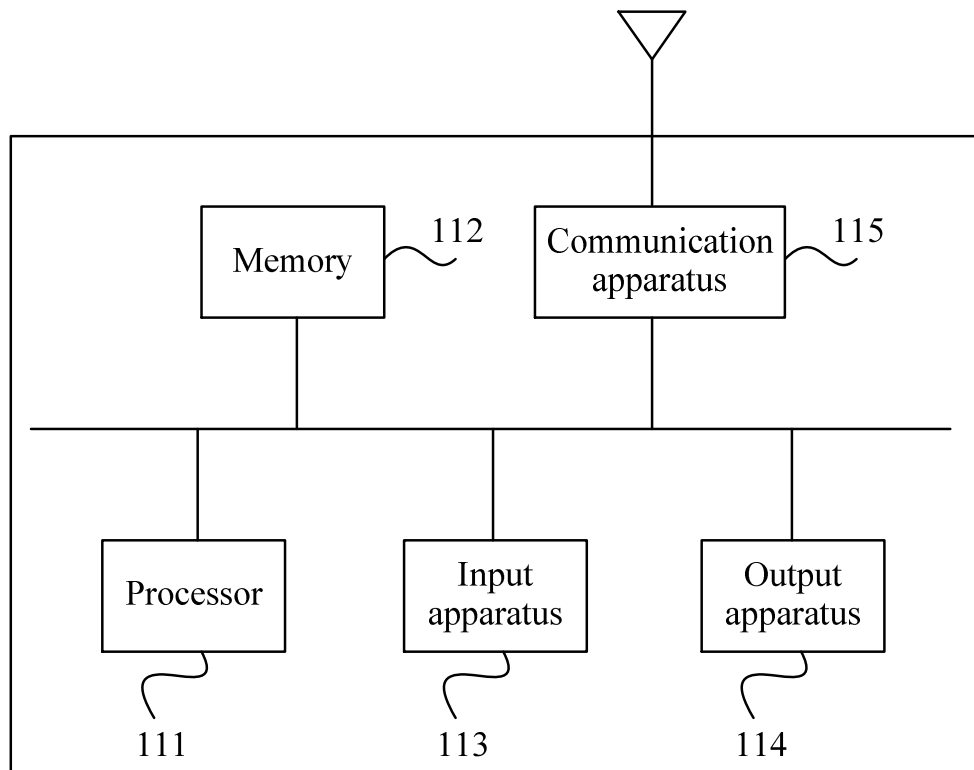 112
115
Memory
Communication
apparatus
Processor
Input
apparatus
Output
apparatus
111
113
114